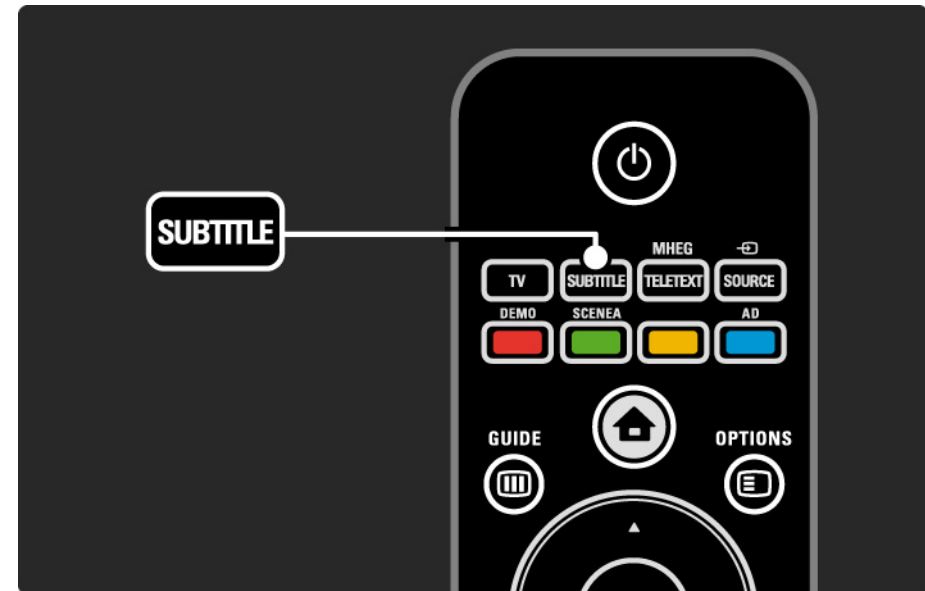 SUBTITLE
MHEG
TV SUBTITLE TELETEXT SOURCE
DEMO SCENEA AD
GUIDE OPTIONS